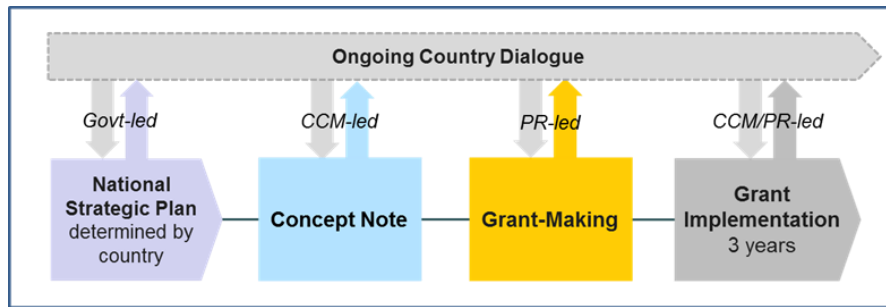 Ongoing Country Dialogue
Govt-led
CCM-led
PR-led
CCM/PR-led
National
Strategic Plan
determined by
country
Concept Note
Grant-Making
Grant
Implementation
3 years